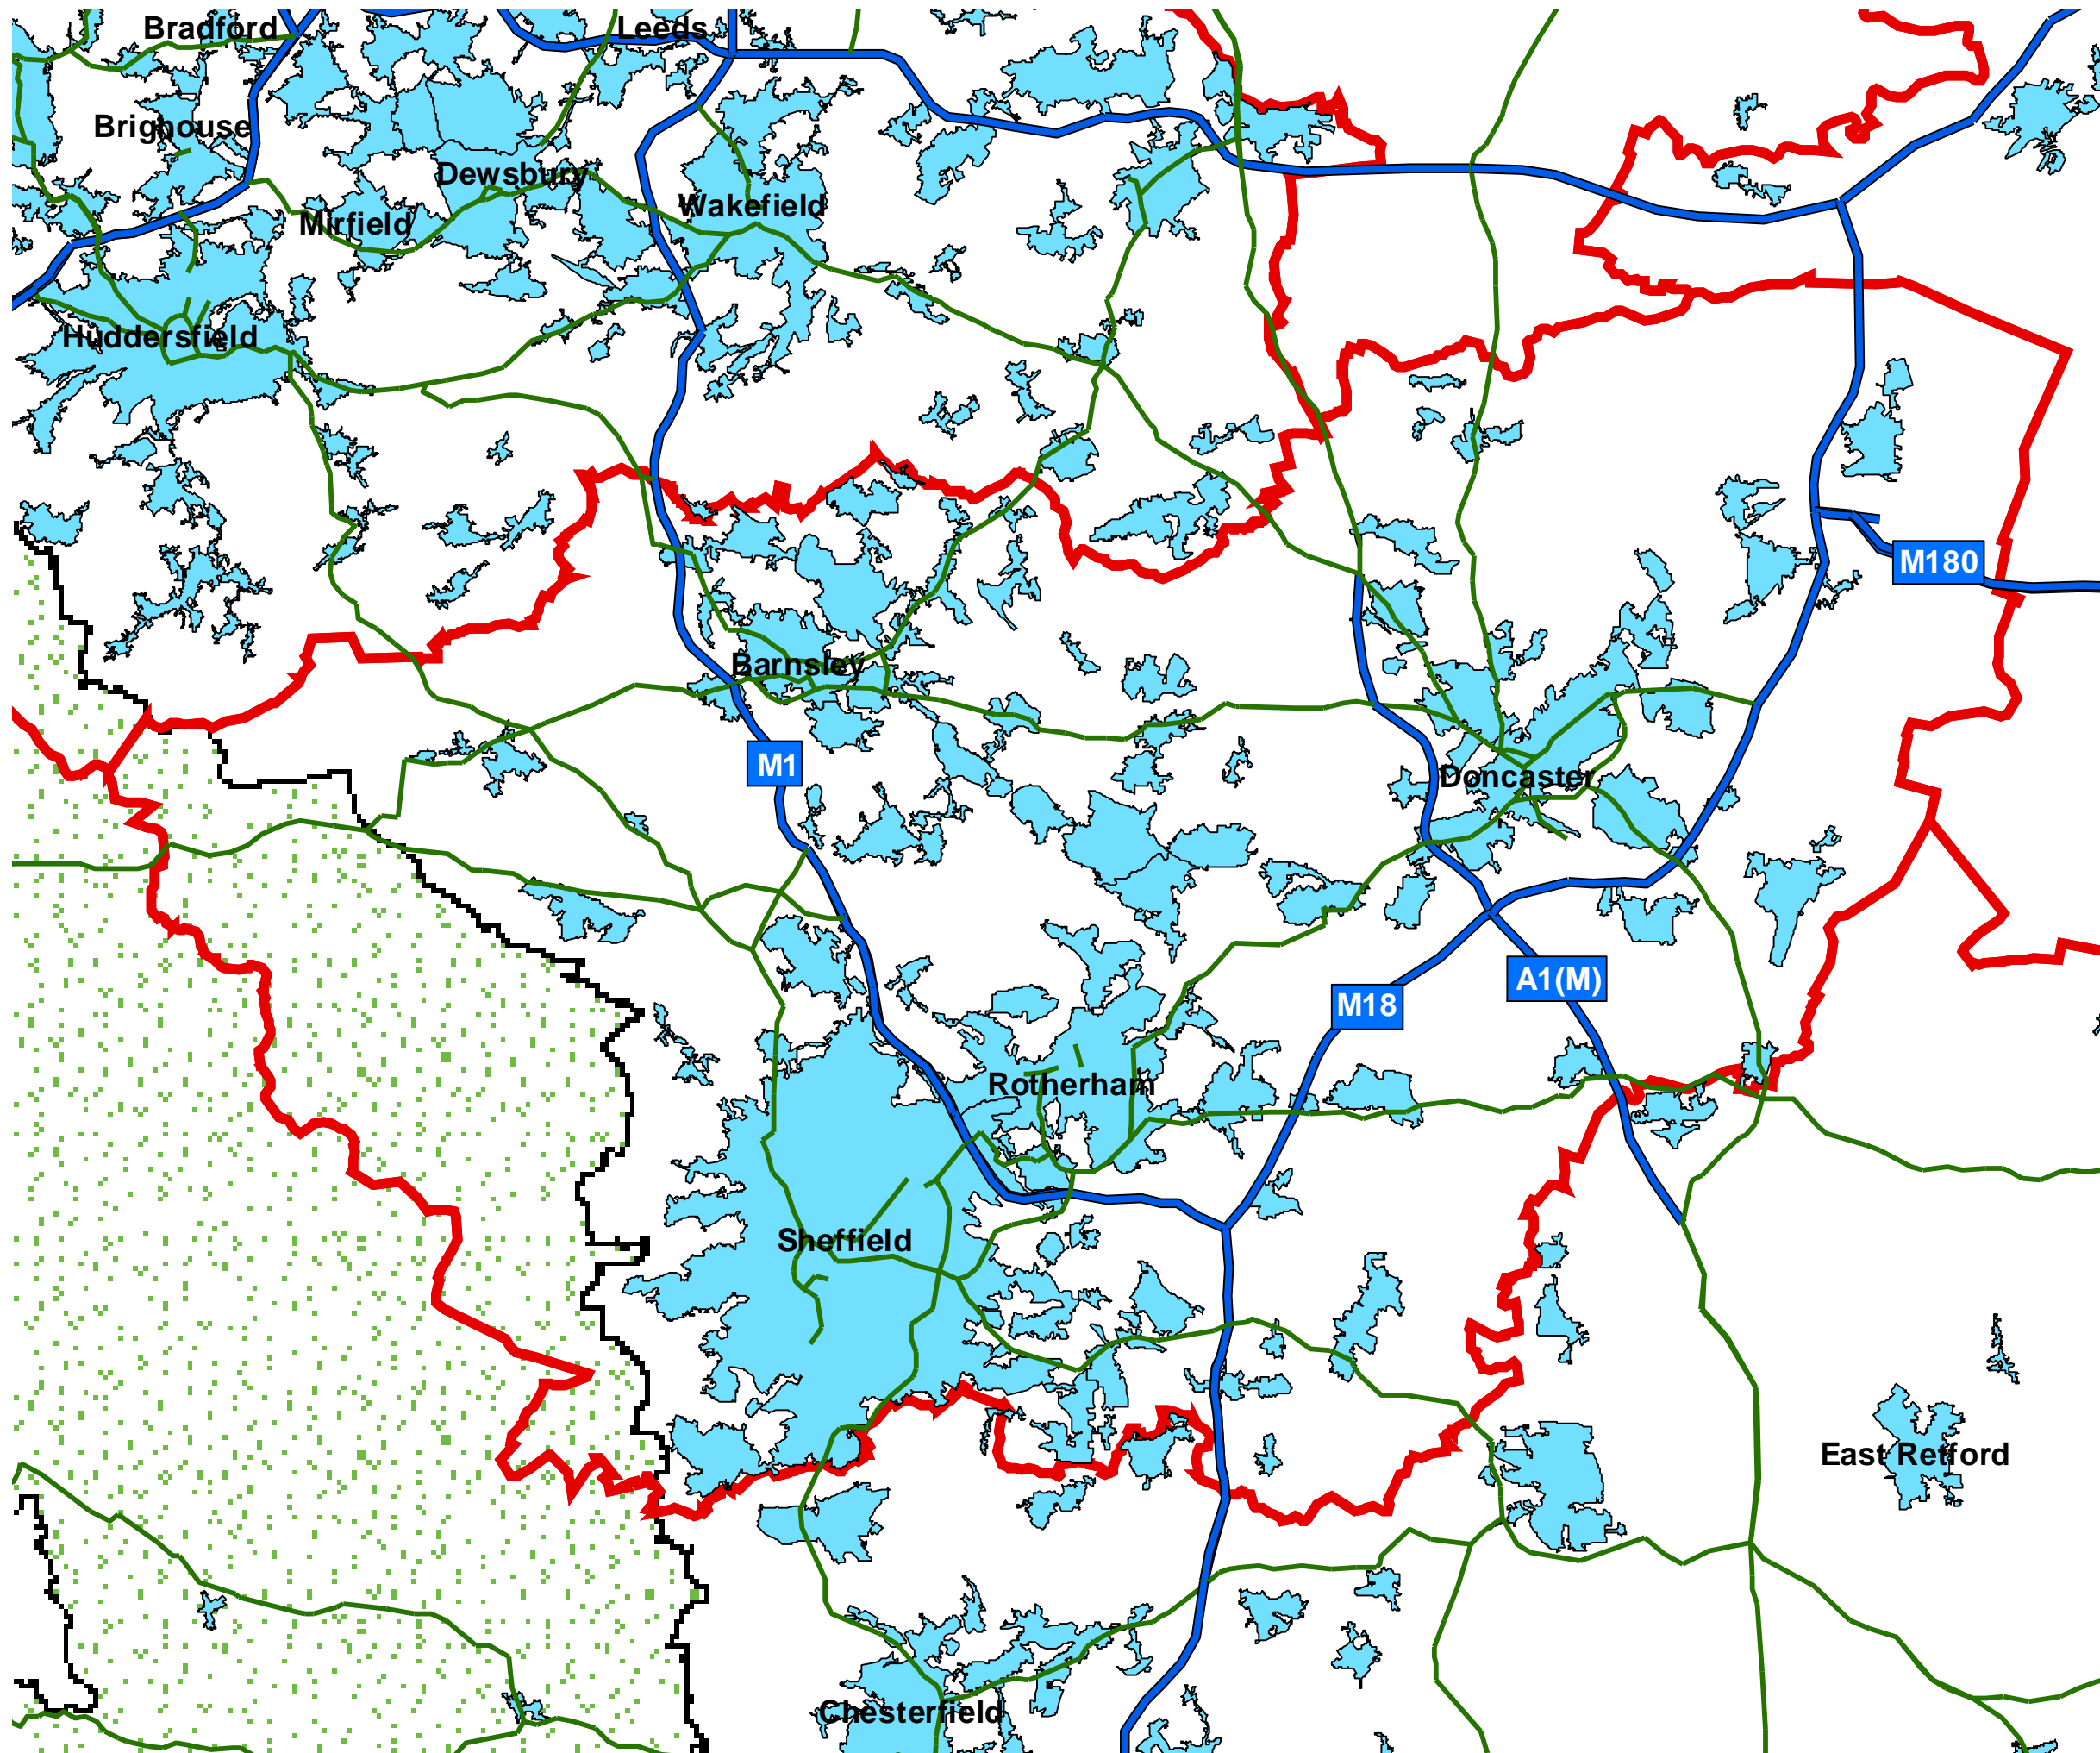 Bradford
Leeds
Brighouse
Dewsbury
Wakefield
Mirfield
Huddersfield
M180
Barnsley
M1
Doncaster
A1(M)
M18
Rotherham
Sheffield
East Retford
Chesterfield